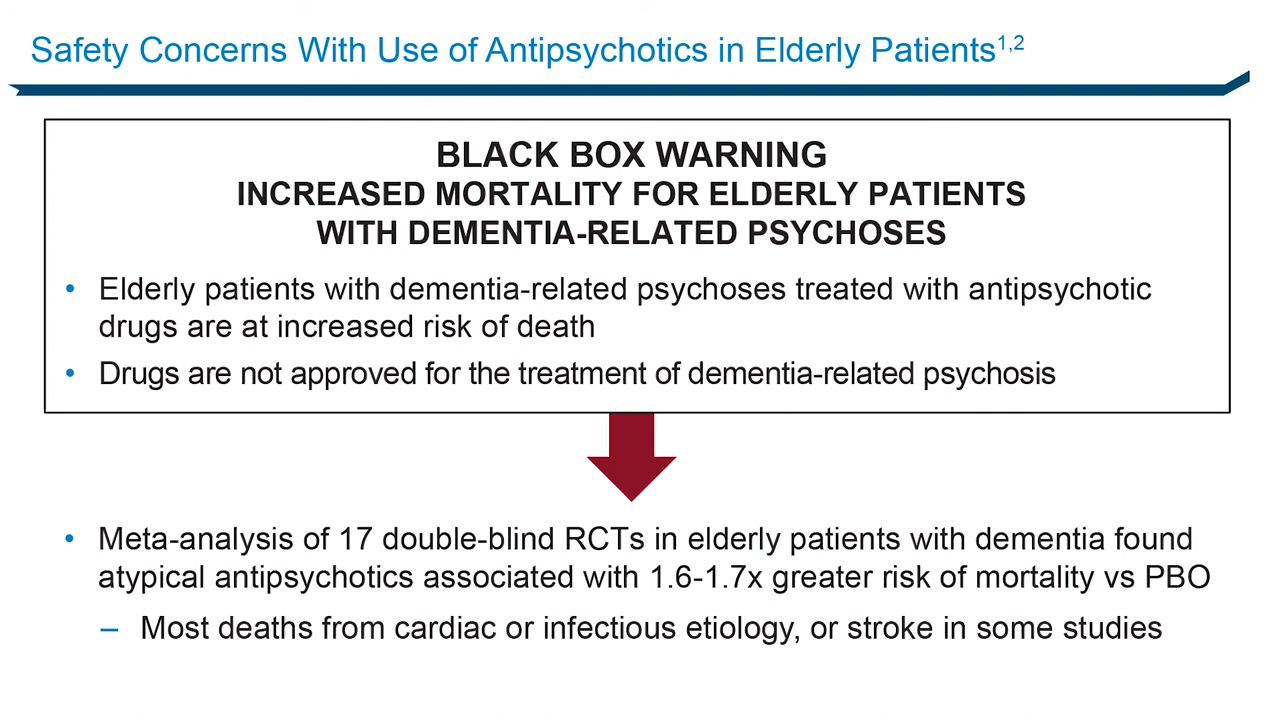 Safety Concerns With Use of Antipsychotics in Elderly Patients1,2
BLACK BOX WARNING
INCREASED MORTALITY FOR ELDERLY PATIENTS
WITH DEMENTIA-RELATED PSYCHOSES
• Elderly patients with dementia-related psychoses treated with antipsychotic
drugs are at increased risk of death
• Drugs are not approved for the treatment of dementia-related psychosis
• Meta-analysis of 17 double-blind RCTs in elderly patients with dementia found
atypical antipsychotics associated with 1.6-1.7x greater risk of mortality vs PBO
– Most deaths from cardiac or infectious etiology, or stroke in some studies